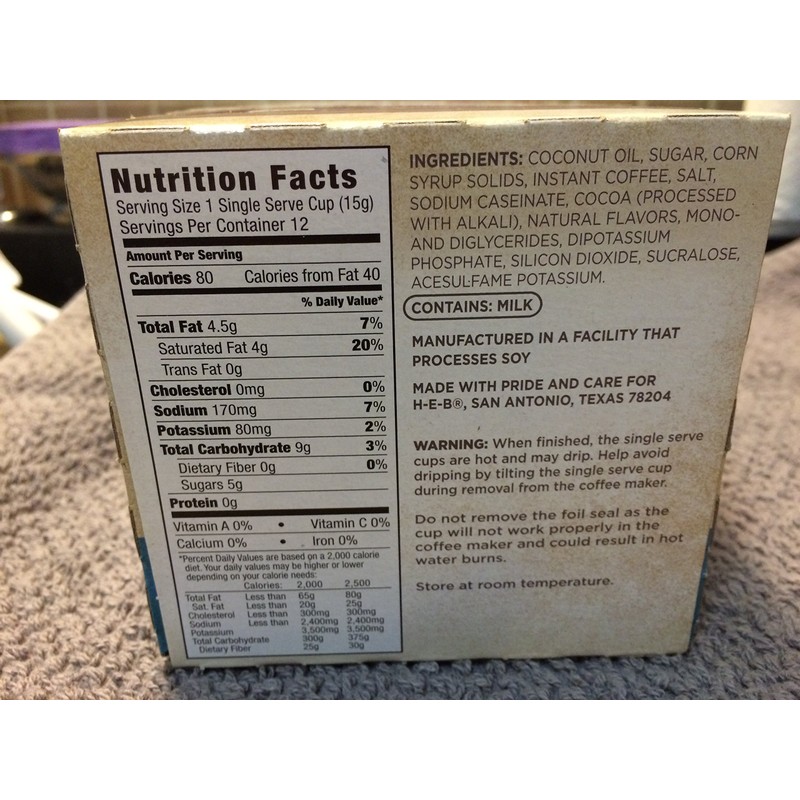 Nutrition Facts
Serving Size 1 Single Serve Cup (15g)
Servings Per Container 12
Amount Per Serving
Calories 80 Calories from Fat 40
% Daily Value*
Total Fat 4.5g 7%
Saturated Fat 4g 20%
Trans Fat 0g
Cholesterol 0mg 0%
Sodium 170mg 7%
Potassium 80mg 2%
Total Carbohydrate 9g 3%
Dietary Fiber 0g 0%
Sugars 5g
Protein 0g
Vitamin A 0% • Vitamin C 0%
Calcium 0% • Iron 0%
*Percent Daily Values are based on a 2,000 calorie
diet. Your daily values may be higher or lower
depending on your calorie needs:
Calories: 2,000 2,500
Total Fat Less than 65g 80g
Sat. Fat Less than 20g 25g
Cholesterol Less than 300mg 300mg
Sodium Less than 2,400mg 2,400mg
Potassium 3,500mg 3,500mg
Total Carbohydrate 300g 375g
Dietary Fiber 25g 30g
INGREDIENTS: COCONUT OIL, SUGAR, CORN
SYRUP SOLIDS, INSTANT COFFEE, SALT,
SODIUM CASEINATE, COCOA (PROCESSED
WITH ALKALI), NATURAL FLAVORS, MONO-
AND DIGLYCERIDES, DIPOTASSIUM
PHOSPHATE, SILICON DIOXIDE, SUCRALOSE,
ACESULFAME POTASSIUM.
CONTAINS: MILK
MANUFACTURED IN A FACILITY THAT
PROCESSES SOY
MADE WITH PRIDE AND CARE FOR
H-E-B®, SAN ANTONIO, TEXAS 78204
WARNING: When finished, the single serve
cups are hot and may drip. Help avoid
dripping by tilting the single serve cup
during removal from the coffee maker.
Do not remove the foil seal as the
cup will not work properly in the
coffee maker and could result in hot
water burns.
Store at room temperature.